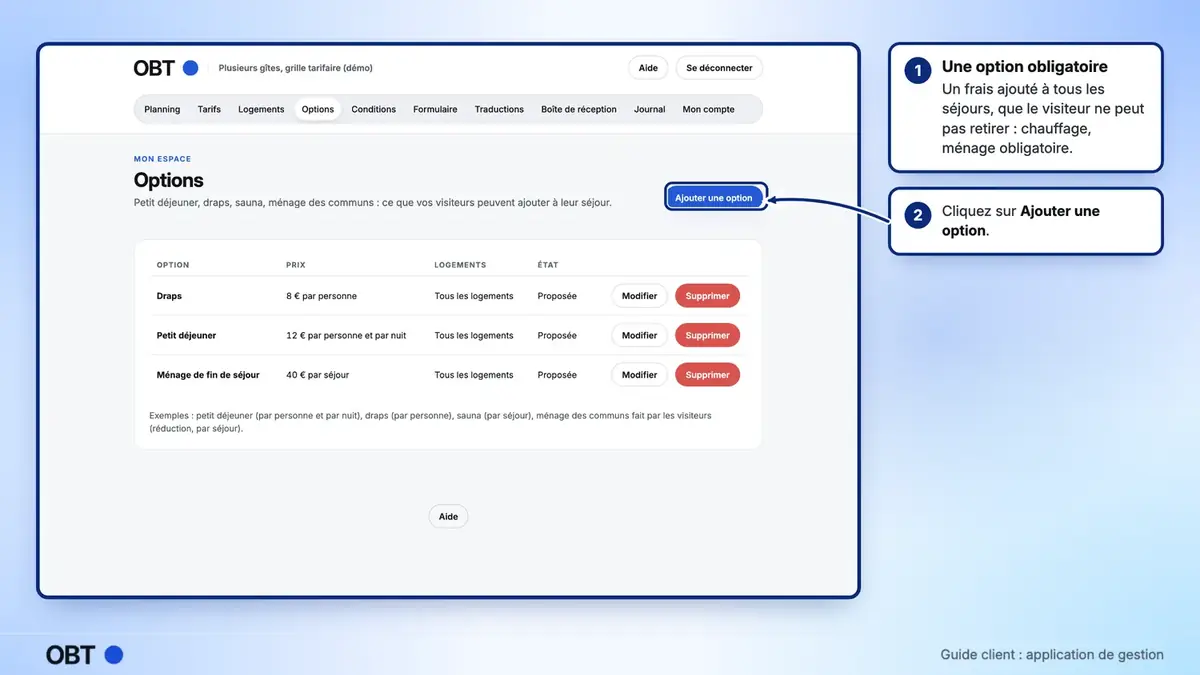 OBT
Plusieurs gîtes, grille tarifaire (démo)
Aide
Se déconnecter
Planning
Tarifs
Logements
Options
Conditions
Formulaire
Traductions
Boîte de réception
Journal
Mon compte
MON ESPACE
Options
Petit déjeuner, draps, sauna, ménage des communs : ce que vos visiteurs peuvent ajouter à leur séjour.
Ajouter une option
OPTION PRIX LOGEMENTS ÉTAT
Draps 8 € par personne Tous les logements Proposée Modifier Supprimer
Petit déjeuner 12 € par personne et par nuit Tous les logements Proposée Modifier Supprimer
Ménage de fin de séjour 40 € par séjour Tous les logements Proposée Modifier Supprimer
Exemples : petit déjeuner (par personne et par nuit), draps (par personne), sauna (par séjour), ménage des communs fait par les visiteurs
(réduction, par séjour).
Aide
1 Une option obligatoire
Un frais ajouté à tous les
séjours, que le visiteur ne peut
pas retirer : chauffage,
ménage obligatoire.
2 Cliquez sur Ajouter une
option.
OBT
Guide client : application de gestion